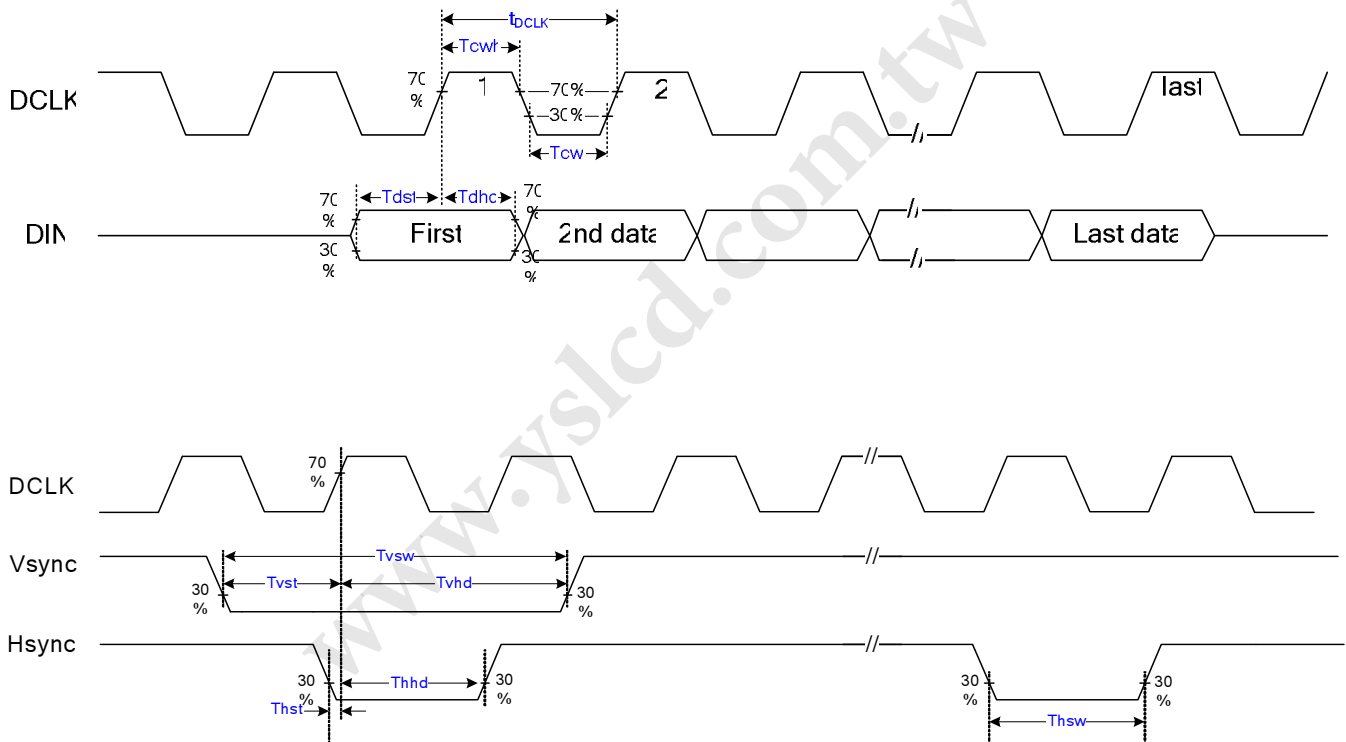 tDCLK
Tcwh
70
%
1
70%
2
last
DCLK
30%
Tcw
Tdst
Tdhd
70
%
70
%
DIN
First
2nd data
Last data
30
%
30
%
DCLK
70
%
Vsync
Tvsw
Tvst
Tvhd
30
%
30
%
Hsync
30
%
Thhd
30
%
30
%
30
%
Thst
Thsw
www.yslcd.com.tw